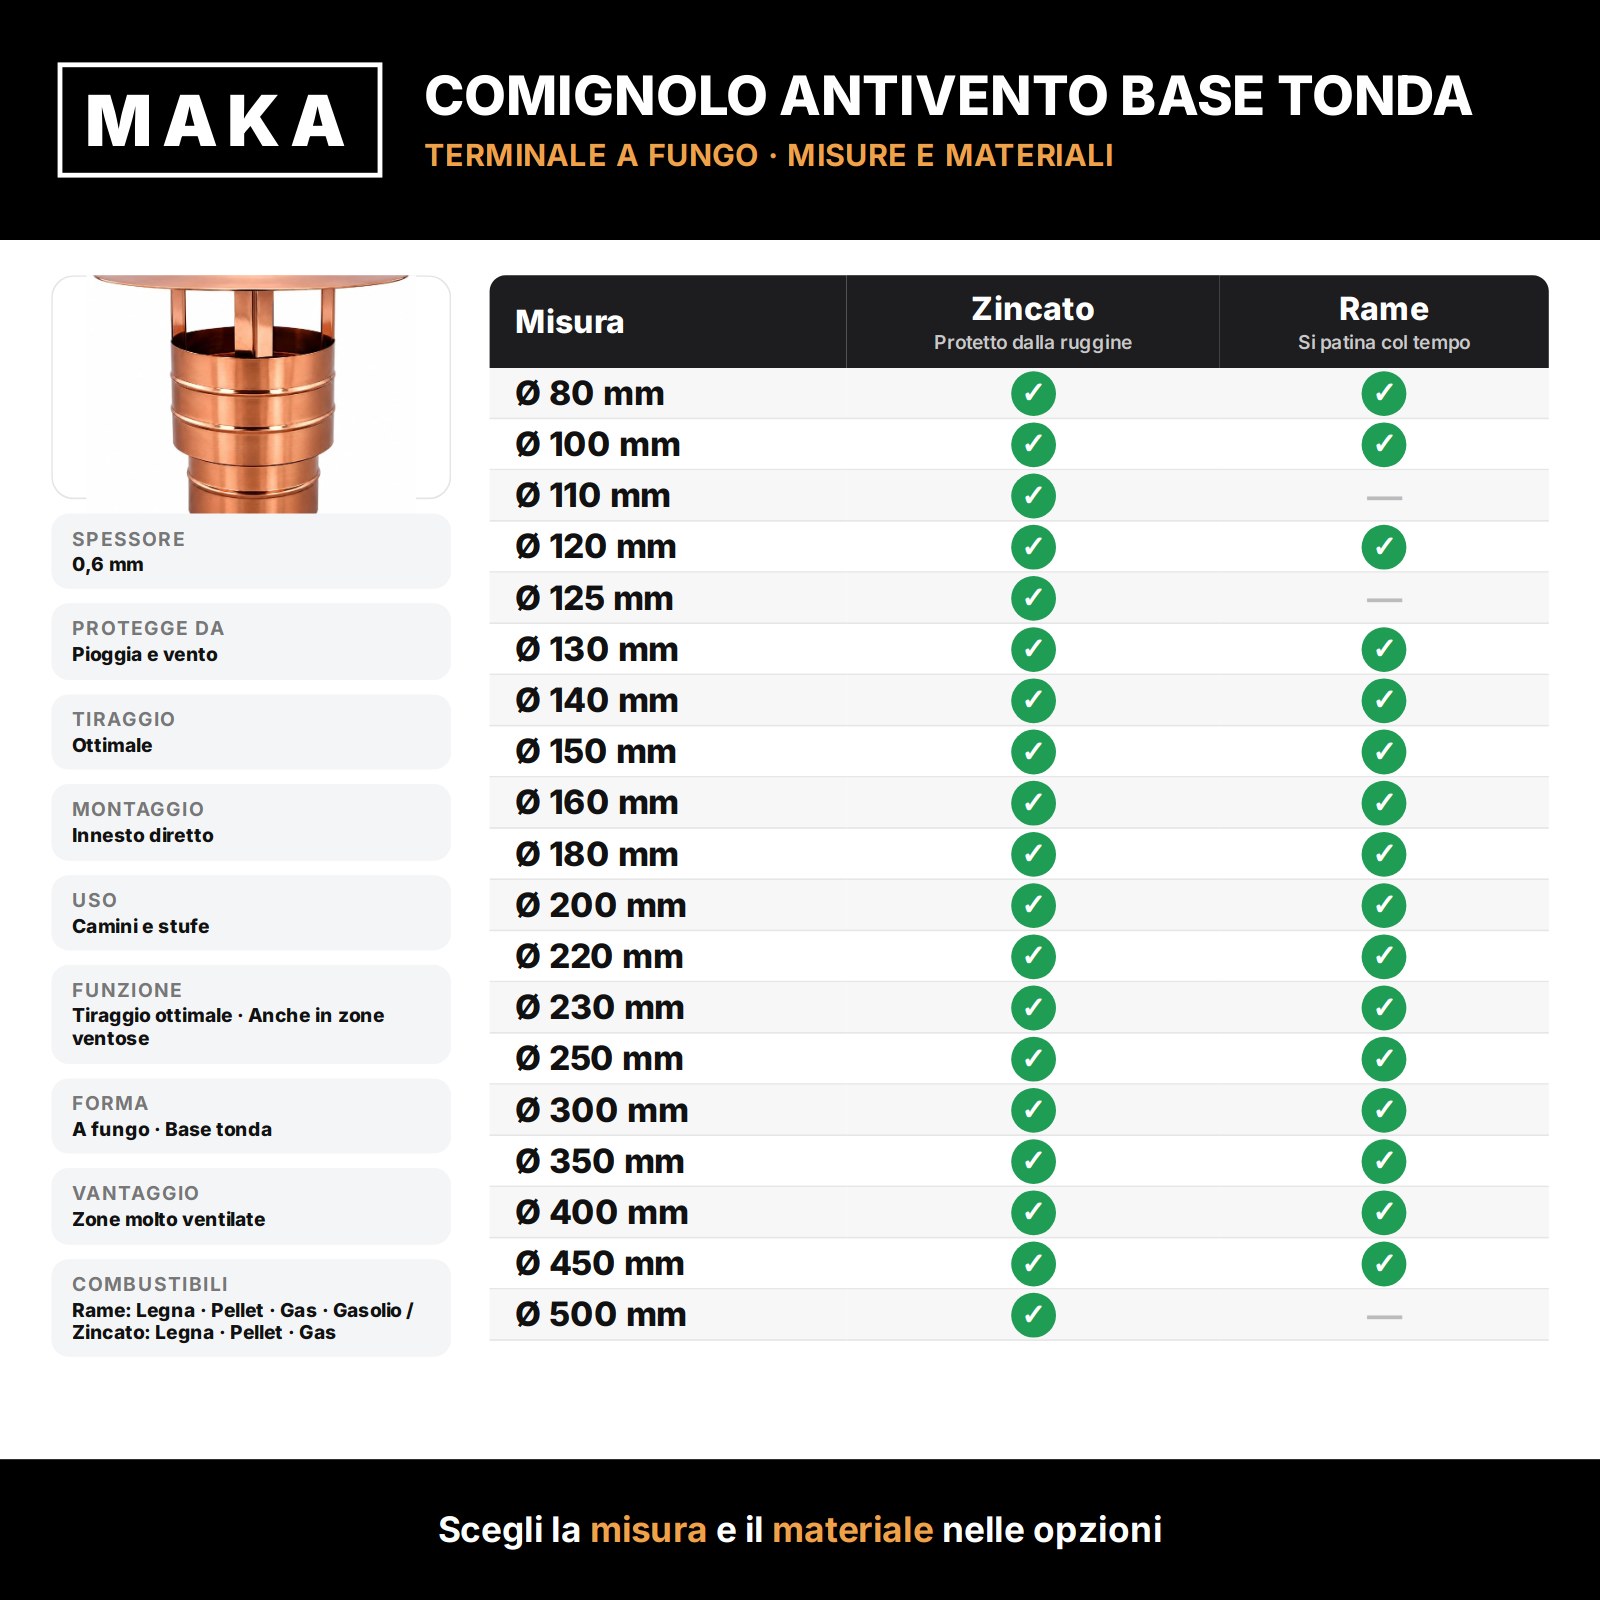 MAKA
COMIGNOLO ANTIVENTO BASE TONDA
TERMINALE A FUNGO · MISURE E MATERIALI
SPESSORE
0,6 mm
PROTEGGE DA
Pioggia e vento
TIRAGGIO
Ottimale
MONTAGGIO
Innesto diretto
USO
Camini e stufe
FUNZIONE
Tiraggio ottimale · Anche in zone
ventose
FORMA
A fungo · Base tonda
VANTAGGIO
Zone molto ventilate
COMBUSTIBILI
Rame: Legna · Pellet · Gas · Gasolio /
Zincato: Legna · Pellet · Gas
Misura Zincato Rame
Protetto dalla ruggine Si patina col tempo
Ø 80 mm ✓ ✓
Ø 100 mm ✓ ✓
Ø 110 mm ✓ —
Ø 120 mm ✓ ✓
Ø 125 mm ✓ —
Ø 130 mm ✓ ✓
Ø 140 mm ✓ ✓
Ø 150 mm ✓ ✓
Ø 160 mm ✓ ✓
Ø 180 mm ✓ ✓
Ø 200 mm ✓ ✓
Ø 220 mm ✓ ✓
Ø 230 mm ✓ ✓
Ø 250 mm ✓ ✓
Ø 300 mm ✓ ✓
Ø 350 mm ✓ ✓
Ø 400 mm ✓ ✓
Ø 450 mm ✓ ✓
Ø 500 mm ✓ —
Scegli la misura e il materiale nelle opzioni